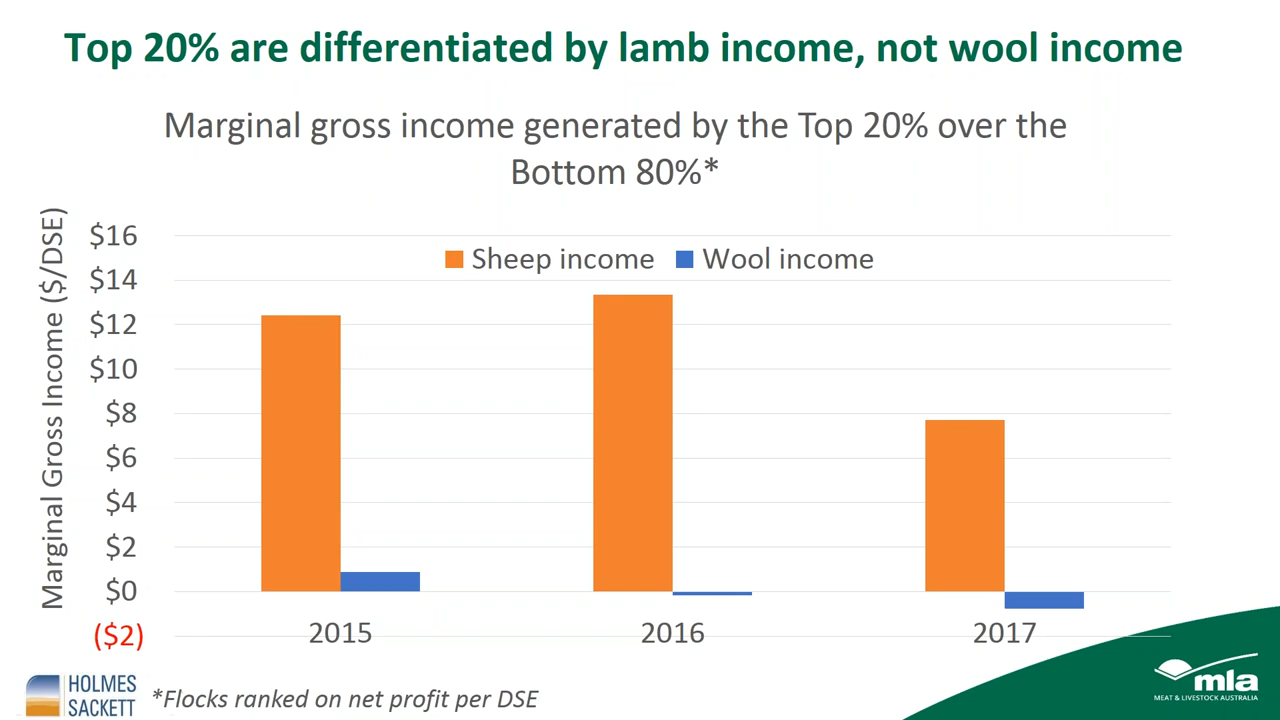 Top 20% are differentiated by lamb income, not wool income
Marginal gross income generated by the Top 20% over the
Bottom 80%*
Marginal Gross Income ($/DSE)
$16
$14
$12
$10
$8
$6
$4
$2
$0
($2)
Sheep income
Wool income
2015
2016
2017
HOLMES
SACKETT
*Flocks ranked on net profit per DSE
mla
MEAT & LIVESTOCK AUSTRALIA